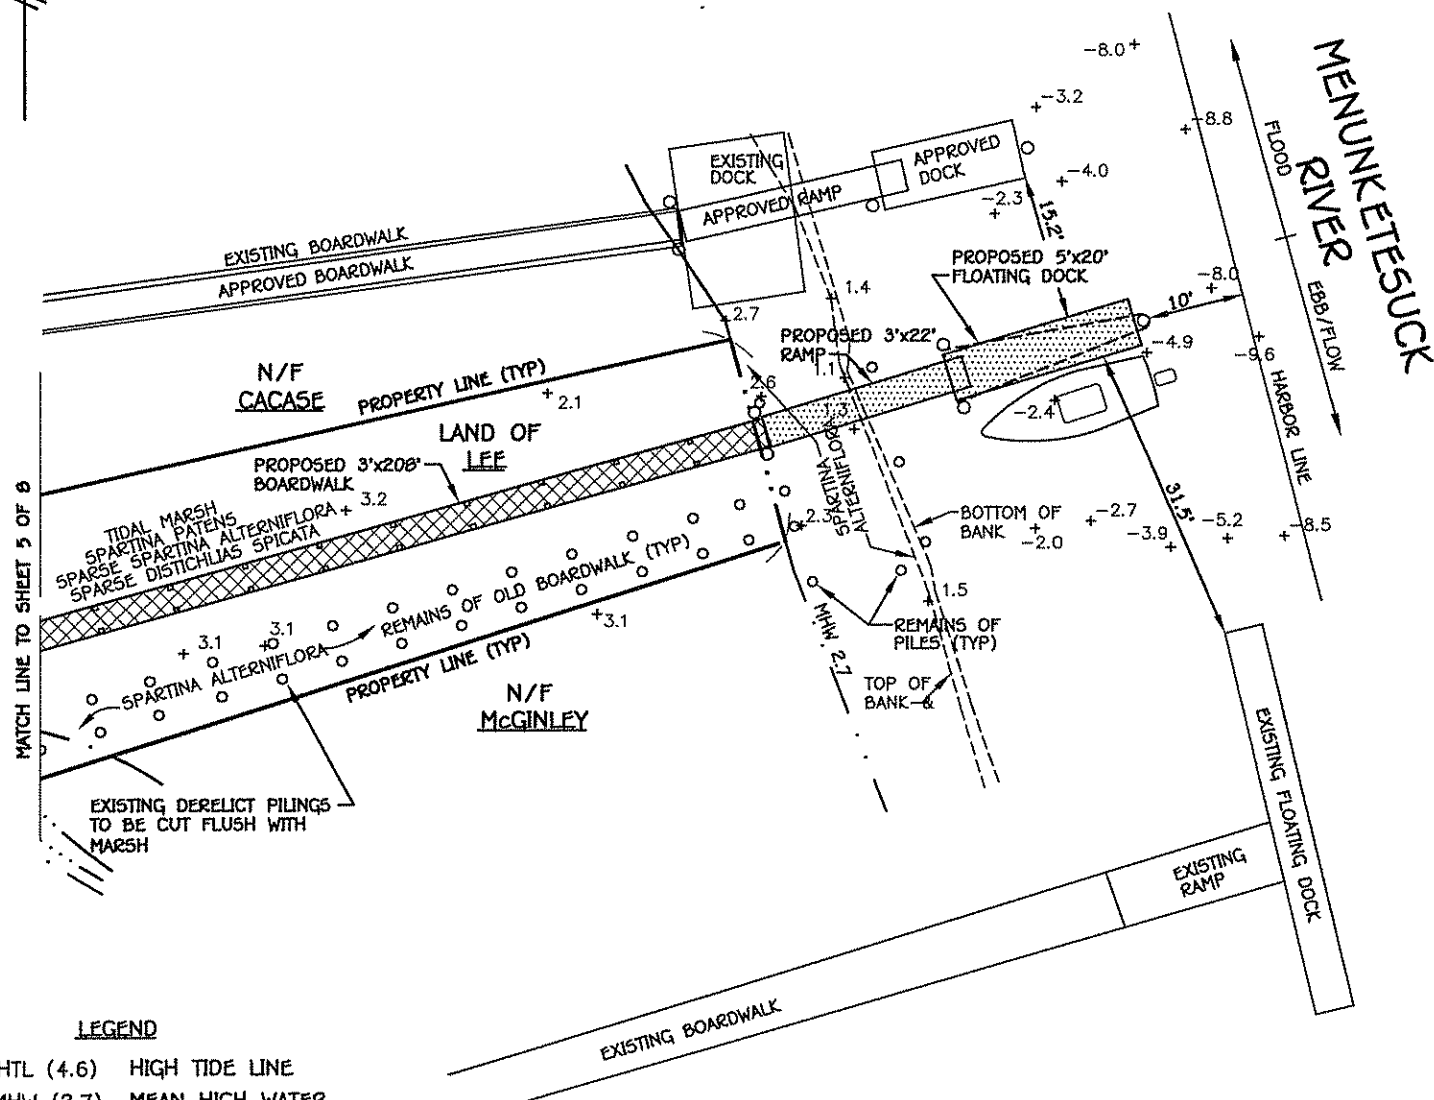 MENUNKETESUCK
RIVER
FLOOD
EBB/FLOW
HARBOR LINE
-8.0
-3.2
-8.8
-4.0
-2.3
15.2'
EXISTING
DOCK
APPROVED
DOCK
APPROVED RAMP
EXISTING BOARDWALK
APPROVED BOARDWALK
PROPOSED 5'x20'
FLOATING DOCK
-8.0
10'
1.4
2.7
PROPOSED 3'x22'
RAMP
1.1
-4.9
-9.6
2.6
-2.4
1.3
N/F
CACASE
PROPERTY LINE (TYP)
2.1
LAND OF
LEE
PROPOSED 3'x208'
BOARDWALK
3.2
TIDAL MARSH
SPARTINA PATENS
SPARSE SPARTINA ALTERNIFLORA
SPARSE DISTICHLIAS SPICATA
SPARTINA
ALTERNIFLORA
2.3
BOTTOM OF
BANK
-2.0
-2.7
-3.9
-5.2
-8.5
31.5'
1.5
REMAINS OF
PILES (TYP)
TOP OF
BANK
MHW 2.7
REMAINS OF OLD BOARDWALK (TYP)
3.1
3.1
3.1
SPARTINA ALTERNIFLORA
PROPERTY LINE (TYP)
N/F
McGINLEY
MATCH LINE TO SHEET 5 OF 8
EXISTING DERELICT PILINGS
TO BE CUT FLUSH WITH
MARSH
EXISTING FLOATING DOCK
EXISTING
RAMP
EXISTING BOARDWALK
LEGEND
HTL (4.6) HIGH TIDE LINE
MHW (2.7) MEAN HIGH WATER